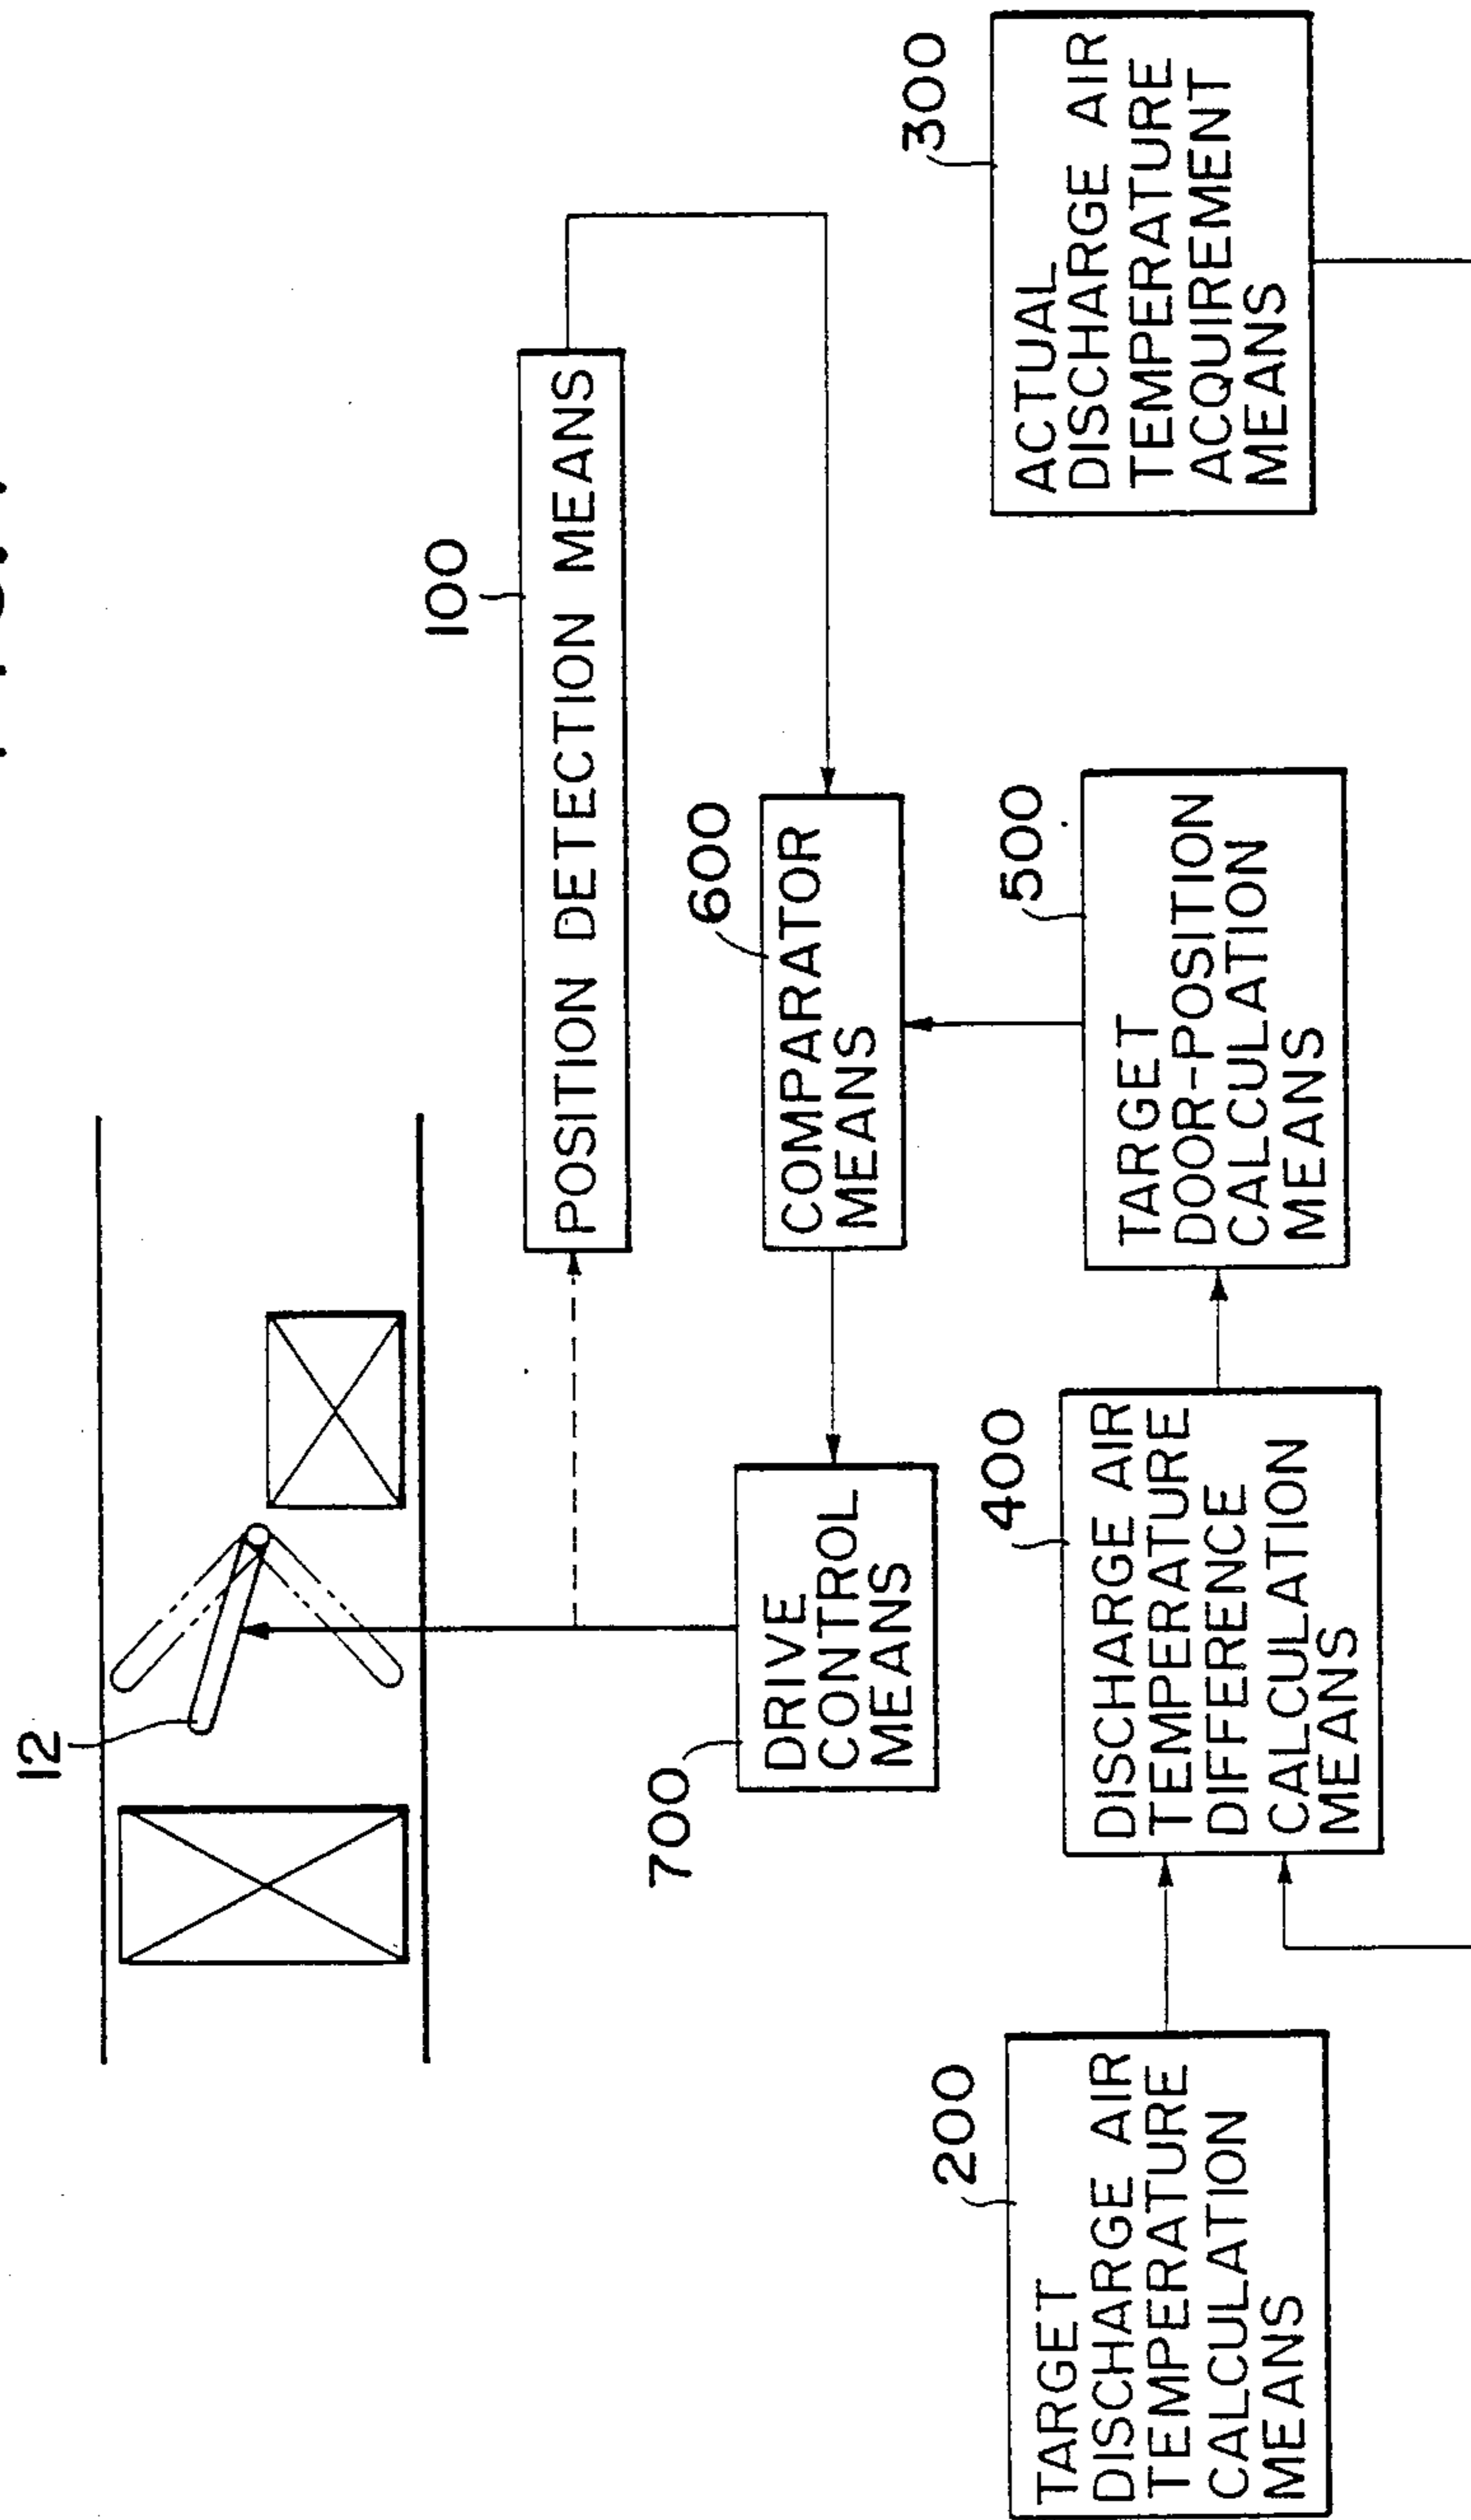 12
100
POSITION DETECTION MEANS
700
DRIVE
CONTROL
MEANS
600
COMPARATOR
MEANS
300
ACTUAL
DISCHARGE AIR
TEMPERATURE
ACQUIREMENT
MEANS
200
TARGET
DISCHARGE AIR
TEMPERATURE
CALCULATION
MEANS
400
DISCHARGE AIR
TEMPERATURE
DIFFERENCE
CALCULATION
MEANS
500
TARGET
DOOR-POSITION
CALCULATION
MEANS